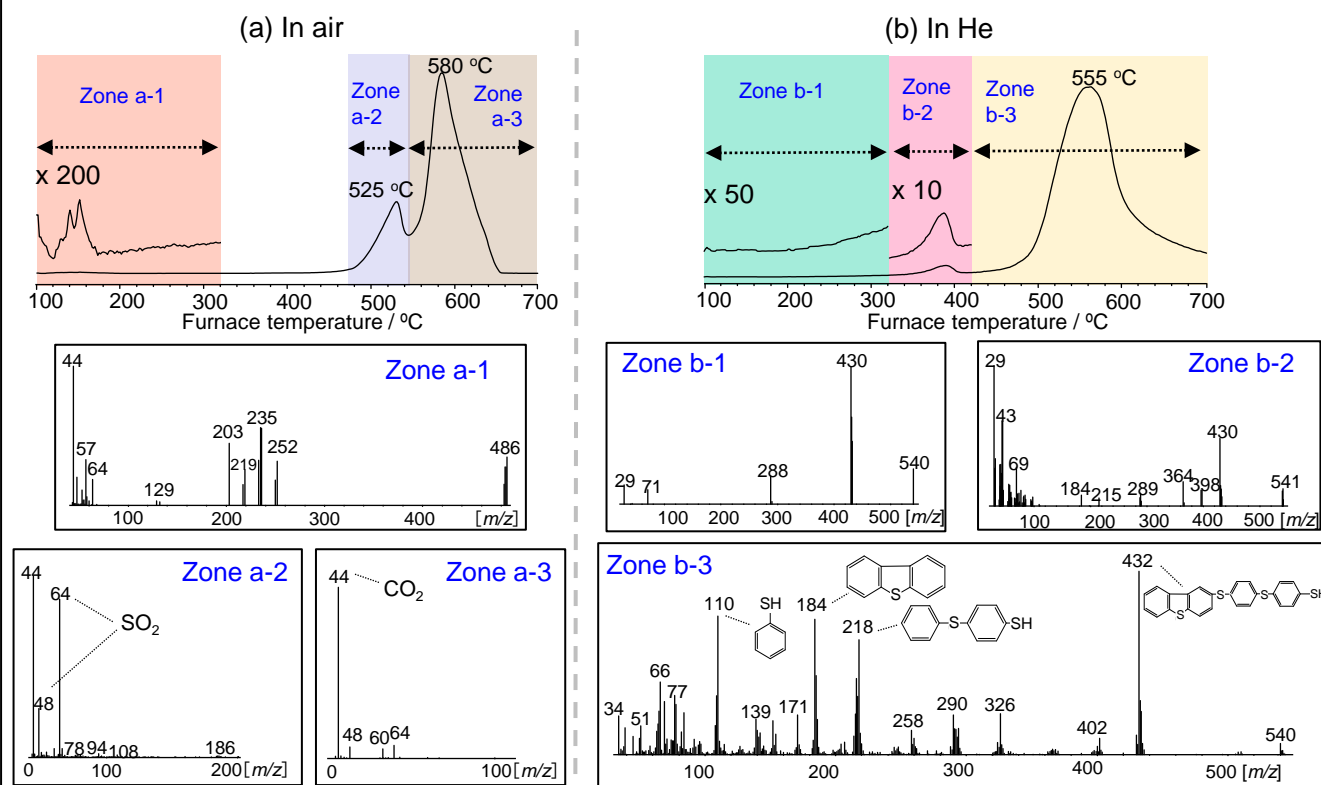 (a) In air
Zone a-1
Zone
a-2
580 °C
Zone
a-3
x 200
525 °C
100 200 300 400 500 600 700
Furnace temperature / °C
(b) In He
Zone b-1
Zone
b-2
Zone
b-3
555 °C
x 50
x 10
100 200 300 400 500 600 700
Furnace temperature / °C
Zone a-1
44
57
64
129
203
219
235
252
486
100 200 300 400 [m/z]
Zone b-1
29
71
288
430
540
100 200 300 400 500 [m/z]
Zone b-2
29
43
69
184
215
289
364
398
430
541
100 200 300 400 500 [m/z]
Zone a-2
44
64
SO2
48
78
94
108
186
0 100 200 [m/z]
Zone a-3
44
CO2
48
60
64
0 100 [m/z]
Zone b-3
34
51
66
77
110
SH
139
171
184
S
218
S
SH
258
290
326
402
432
S
S
S
SH
540
100 200 300 400 500 [m/z]